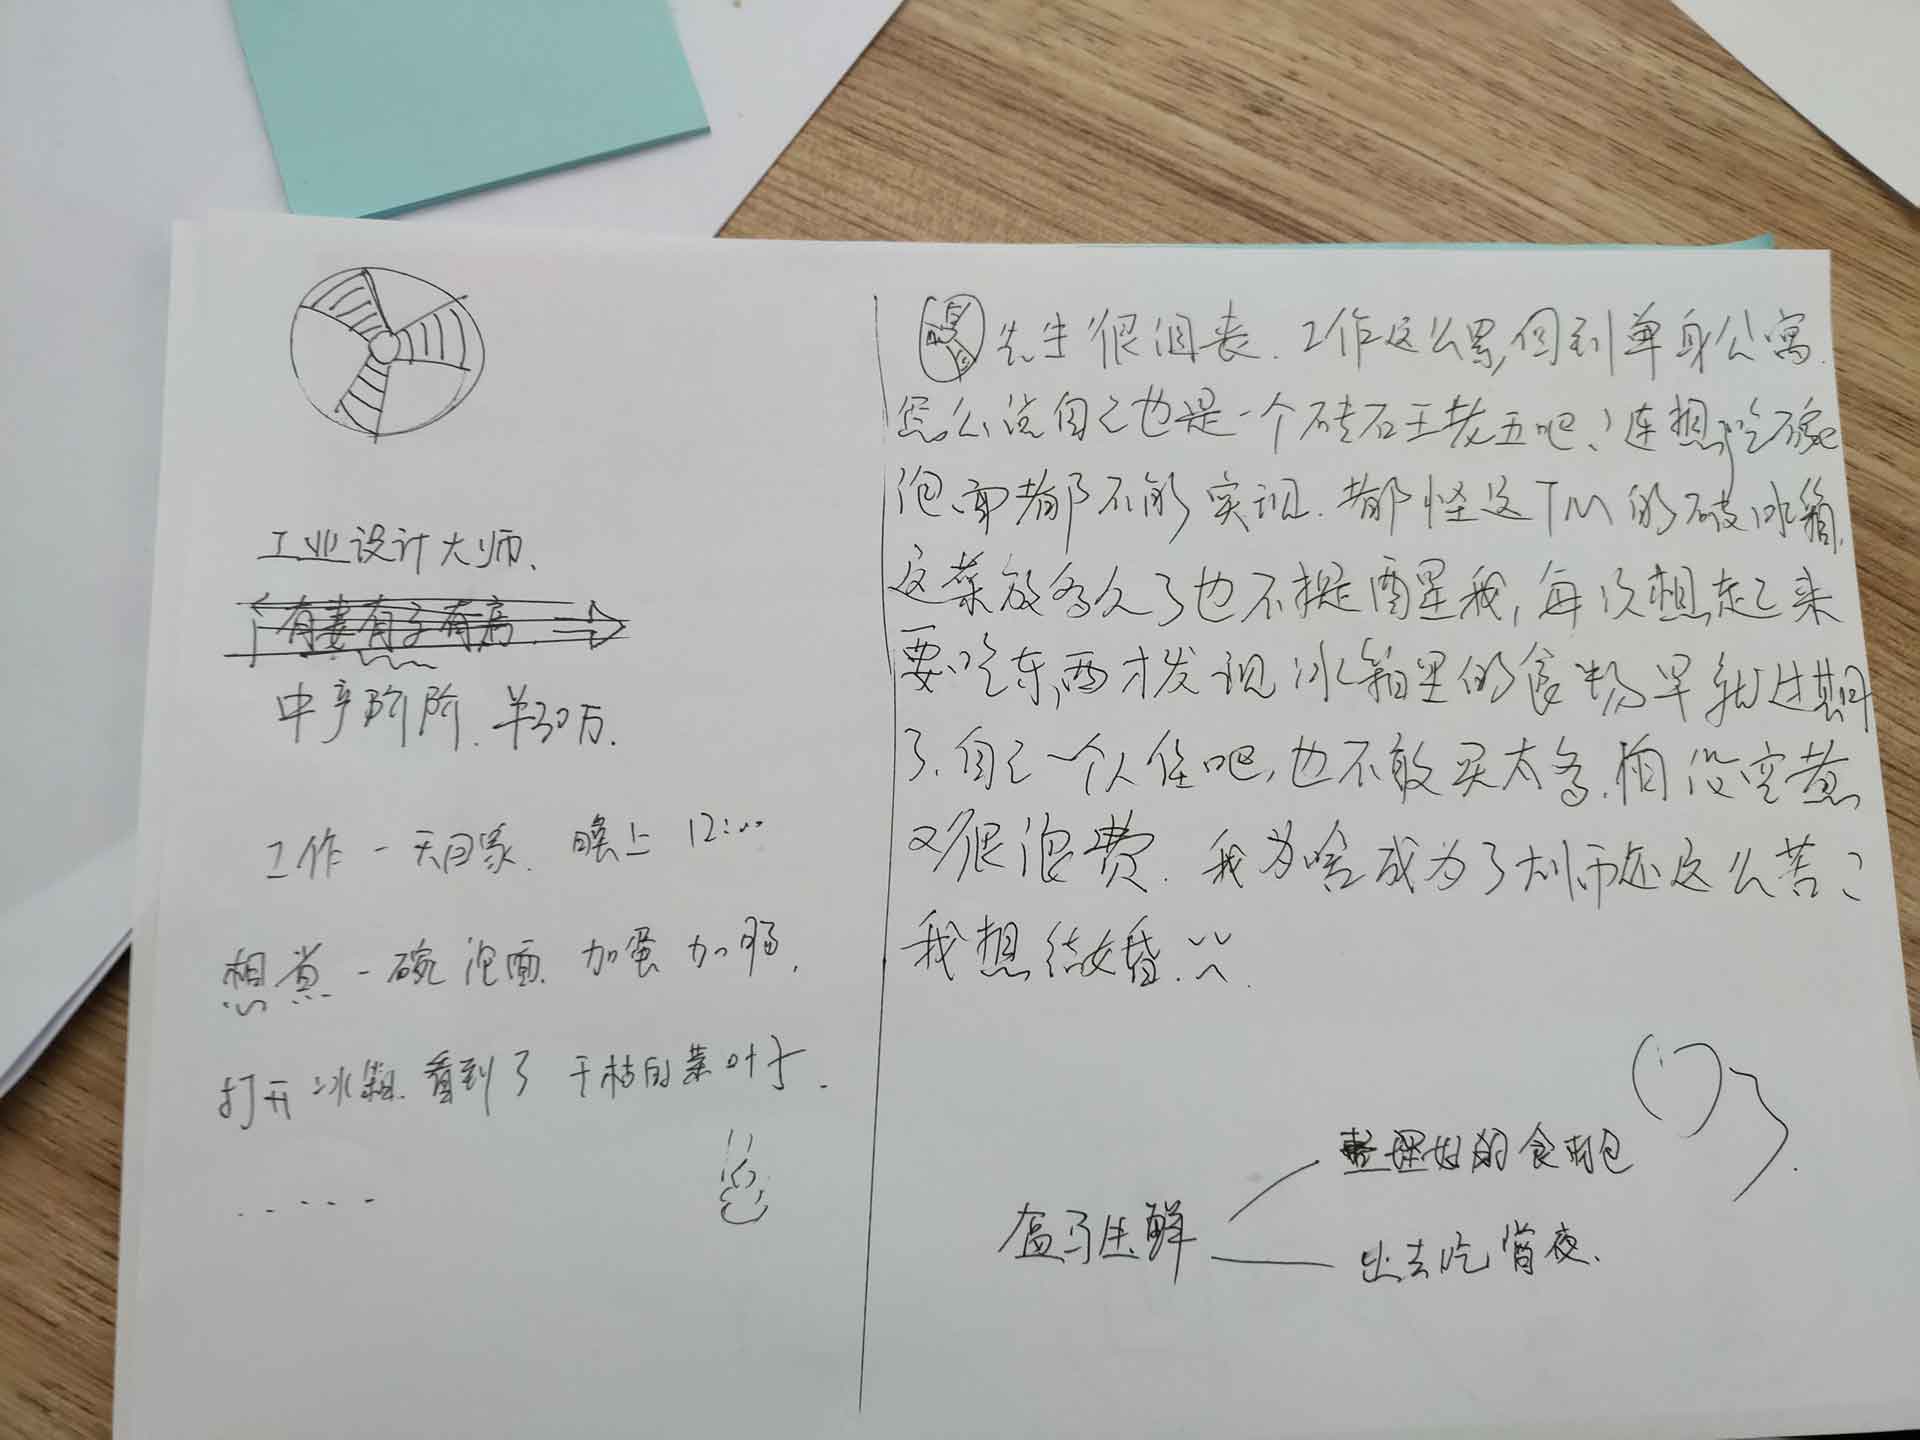 工业设计大师、
有妻有子有房
中产阶阶、年30万.
工作一天回家、晚上12:00
想煮一碗泡面、加蛋加肠.
打开冰箱.看到了干枯的菜叶子.
.....
先生很沮丧.工作这么累,回到单身公寓.
怎么说自己也是一个砖石王老五吧、连想吃碗
泡面都不能实现.都怪这TM的破冰箱.
这菜放多久了也不提醒我,每次想起来
要吃东西才发现冰箱里的食物早就过期
了.自己一个人住吧,也不敢买太多.怕没空煮
又很浪费.我为啥成为了大师还这么苦?
我想结婚.
盒马生鲜
整理好的食材包
出去吃宵夜.